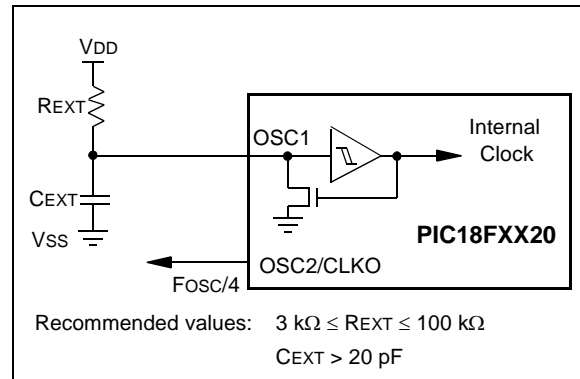 VDD
REXT
OSC1
Internal
Clock
CEXT
VSS
PIC18FXX20
OSC2/CLKO
FOSC/4
Recommended values: 3 kΩ ≤ REXT ≤ 100 kΩ
CEXT > 20 pF